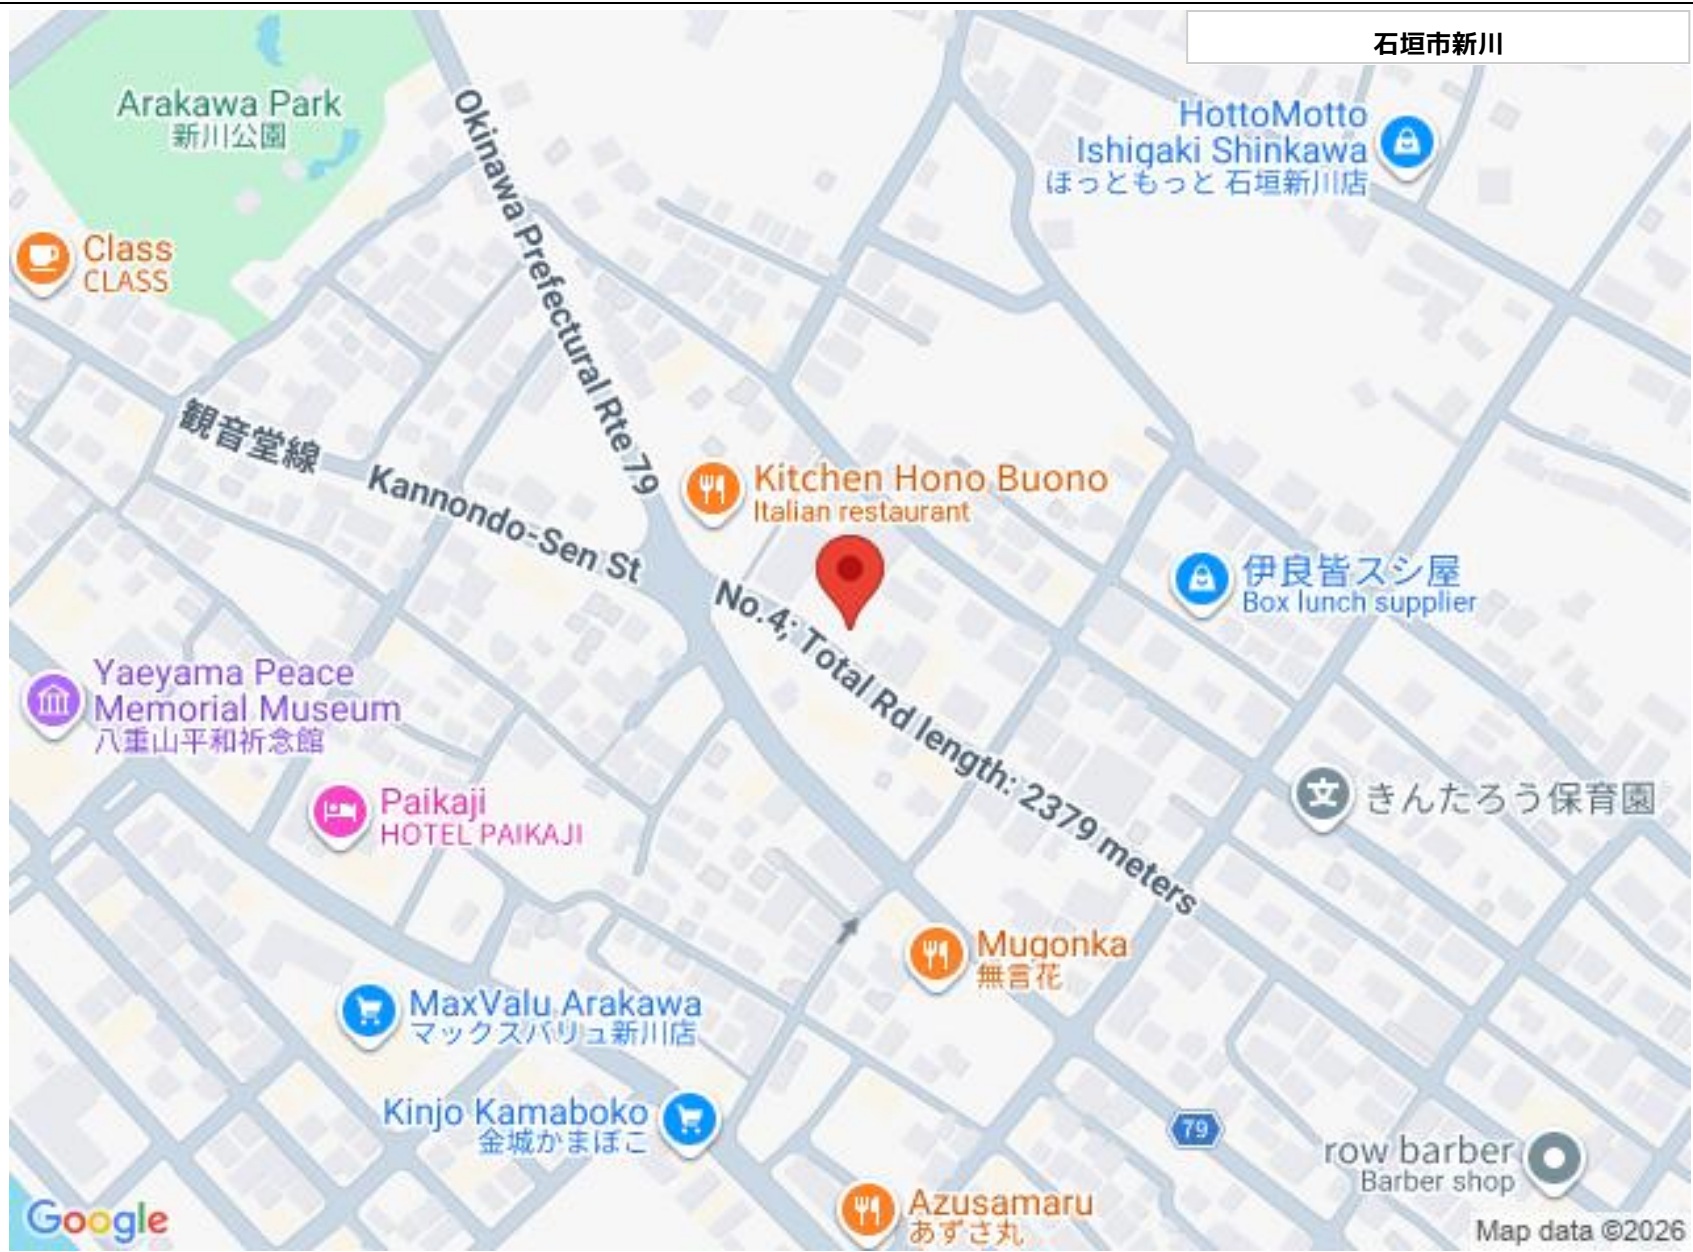 石垣市新川
Arakawa Park
新川公園
Okinawa Prefectural Rte 79
HottoMotto
Ishigaki Shinkawa
ほっともっと 石垣新川店
Class
CLASS
観音堂線
Kannondo-Sen St
Kitchen Hono Buono
Italian restaurant
No.4; Total Rd length: 2379 meters
伊良皆スシ屋
Box lunch supplier
Yaeyama Peace
Memorial Museum
八重山平和祈念館
Paikaji
HOTEL PAIKAJI
文
きんたろう保育園
Mugonka
無言花
MaxValu Arakawa
マックスバリュ新川店
Kinjo Kamaboko
金城かまぼこ
79
row barber
Barber shop
Azusamaru
あずさ丸
Google
Map data ©2026